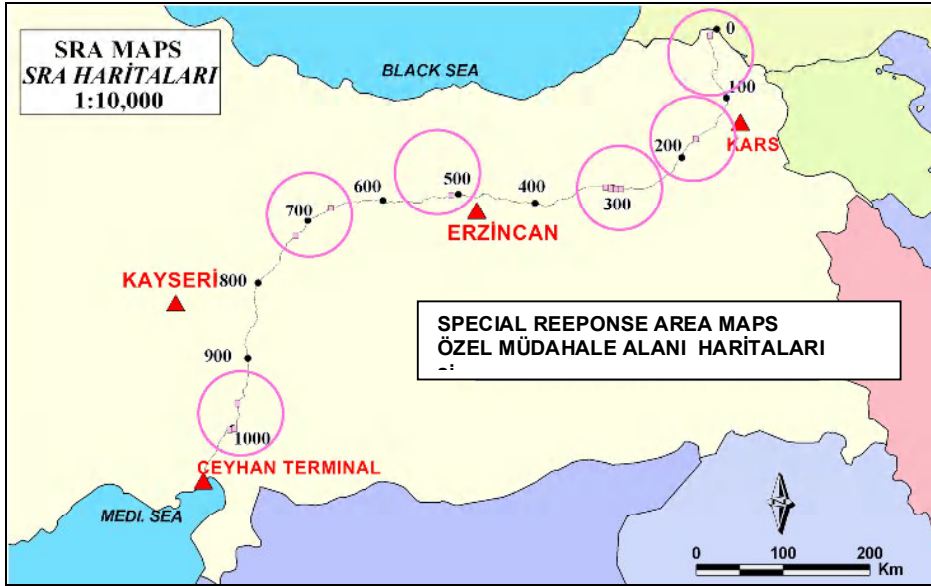 SRA MAPS
SRA HARİTALARI
1:10,000
BLACK SEA
0
100
KARS
200
300
400
500
600
ERZİNCAN
700
KAYSERİ
800
SPECIAL REEPONSE AREA MAPS
ÖZEL MÜDAHALE ALANI HARİTALARI
900
1000
CEYHAN TERMINAL
MEDI. SEA
0 100 200
Km